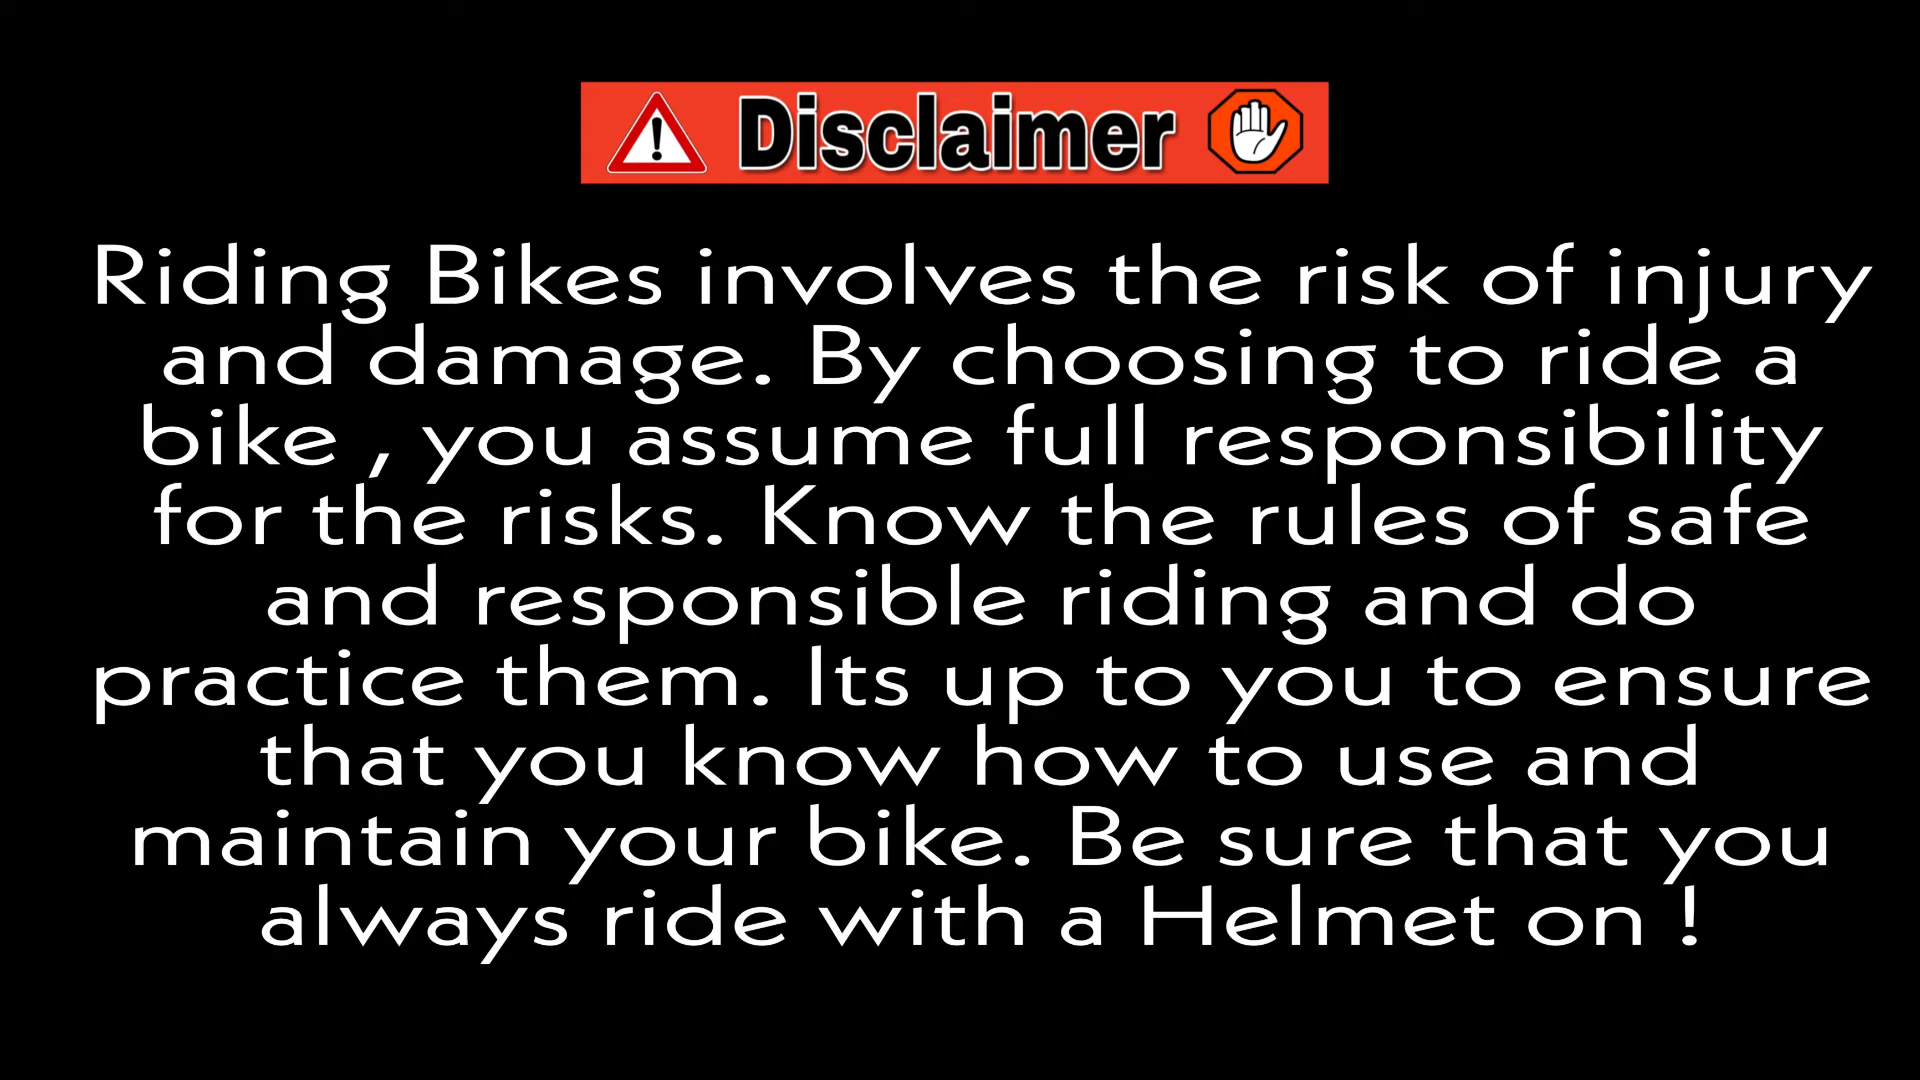 Disclaimer
Riding Bikes involves the risk of injury
and damage. By choosing to ride a
bike , you assume full responsibility
for the risks. Know the rules of safe
and responsible riding and do
practice them. Its up to you to ensure
that you know how to use and
maintain your bike. Be sure that you
always ride with a Helmet on !